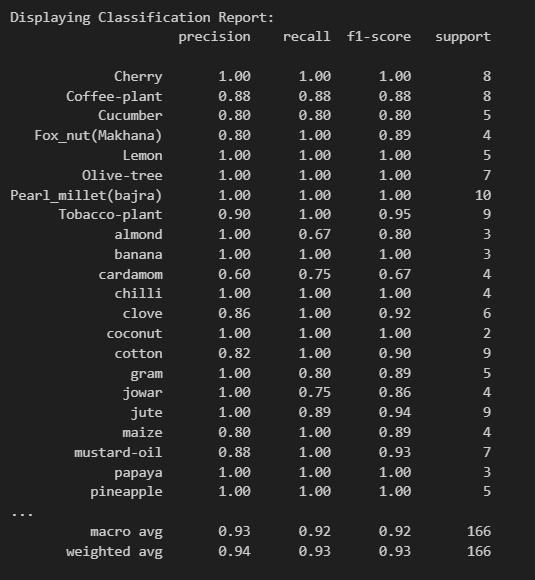 Displaying Classification Report:
precision recall f1-score support
Cherry 1.00 1.00 1.00 8
Coffee-plant 0.88 0.88 0.88 8
Cucumber 0.80 0.80 0.80 5
Fox_nut(Makhana) 0.80 1.00 0.89 4
Lemon 1.00 1.00 1.00 5
Olive-tree 1.00 1.00 1.00 7
Pearl_millet(bajra) 1.00 1.00 1.00 10
Tobacco-plant 0.90 1.00 0.95 9
almond 1.00 0.67 0.80 3
banana 1.00 1.00 1.00 3
cardamom 0.60 0.75 0.67 4
chilli 1.00 1.00 1.00 4
clove 0.86 1.00 0.92 6
coconut 1.00 1.00 1.00 2
cotton 0.82 1.00 0.90 9
gram 1.00 0.80 0.89 5
jowar 1.00 0.75 0.86 4
jute 1.00 0.89 0.94 9
maize 0.80 1.00 0.89 4
mustard-oil 0.88 1.00 0.93 7
papaya 1.00 1.00 1.00 3
pineapple 1.00 1.00 1.00 5
...
macro avg 0.93 0.92 0.92 166
weighted avg 0.94 0.93 0.93 166